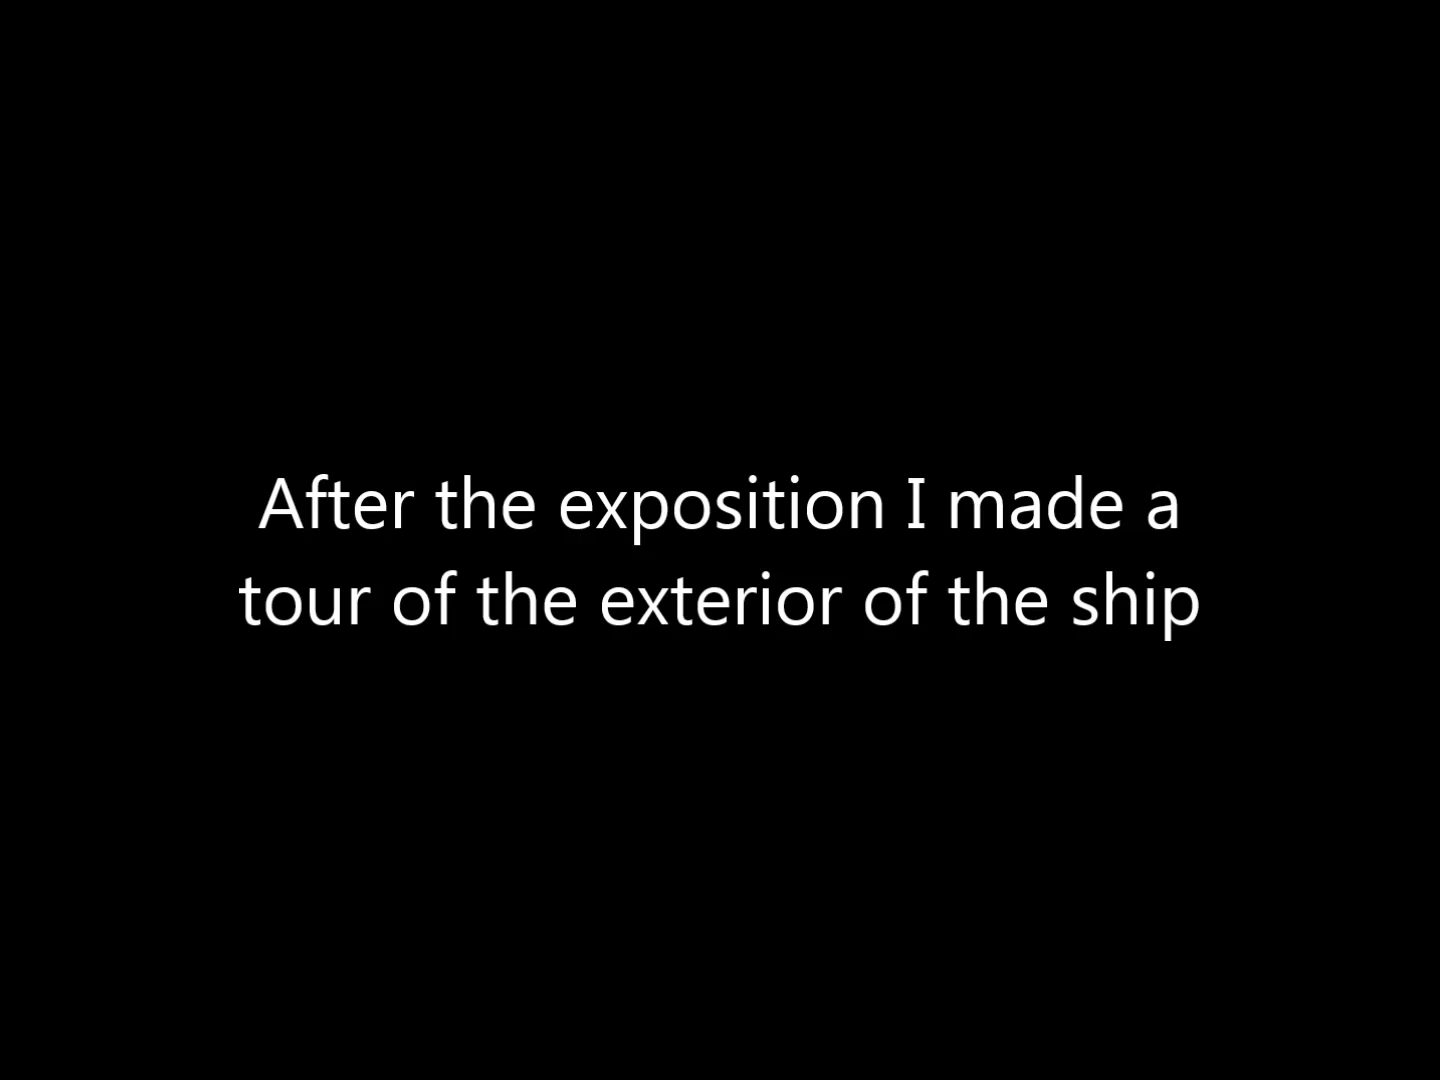 After the exposition I made a
tour of the exterior of the ship